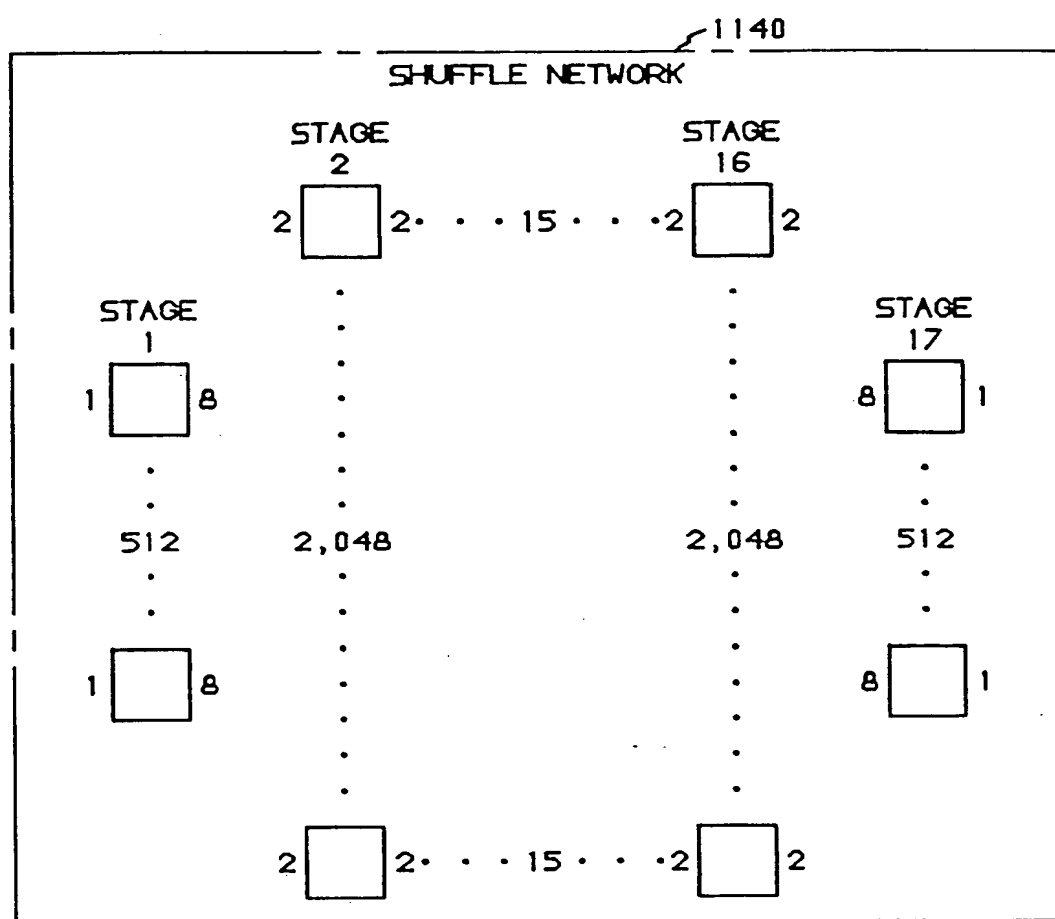 1140
SHUFFLE NETWORK
STAGE
2
STAGE
16
2 2 · · · 15 · · · 2 2
STAGE
1
STAGE
17
1 8
8 1
512 2,048 2,048 512
1 8
8 1
2 2 · · · 15 · · · 2 2